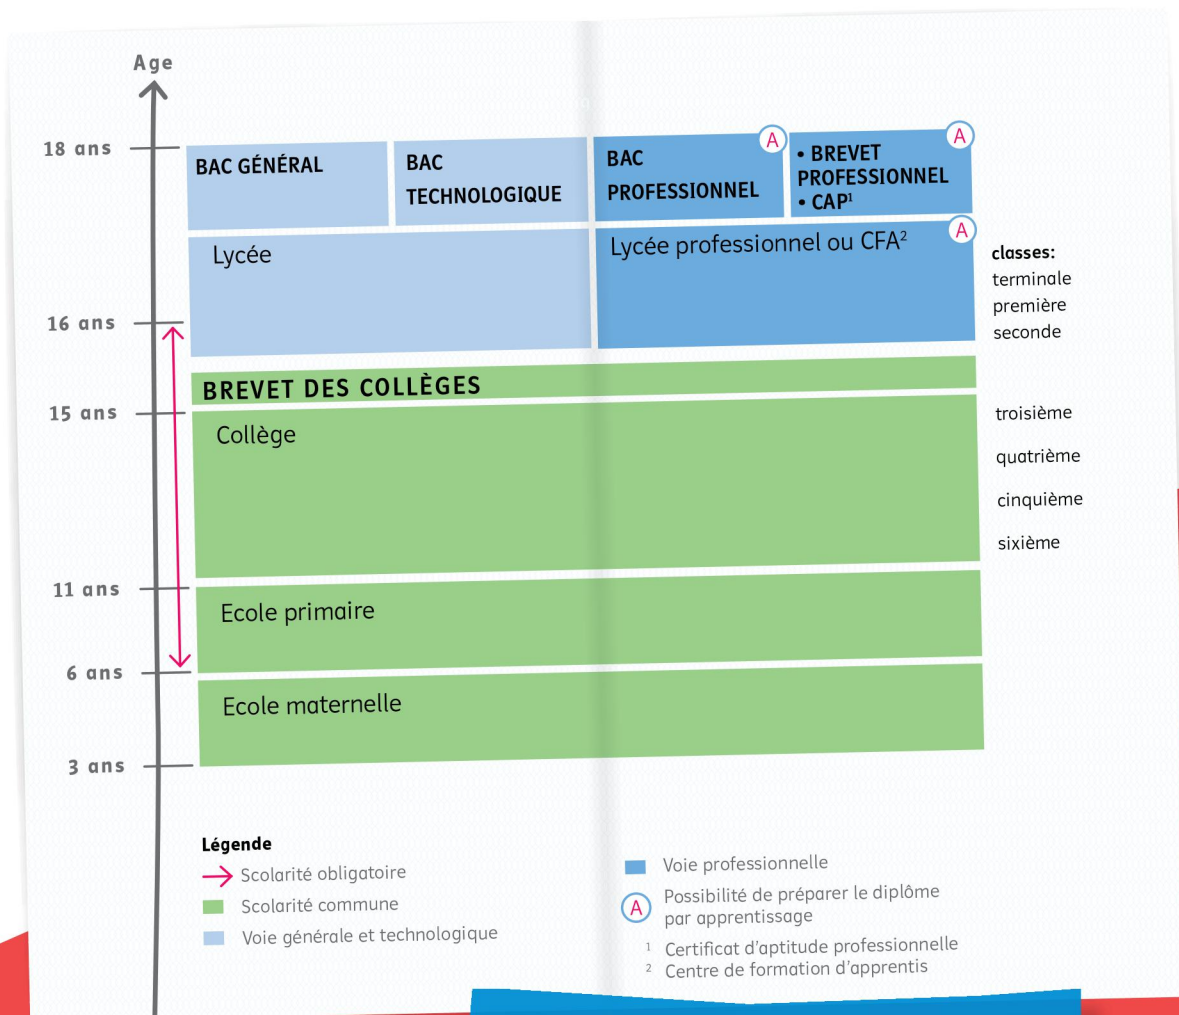 Age
18 ans
BAC GÉNÉRAL
BAC
TECHNOLOGIQUE
BAC
PROFESSIONNEL
A
• BREVET
PROFESSIONNEL
• CAP¹
A
Lycée
Lycée professionnel ou CFA²
A
classes:
terminale
première
seconde
16 ans
BREVET DES COLLÈGES
15 ans
Collège
troisième
quatrième
cinquième
sixième
11 ans
Ecole primaire
6 ans
Ecole maternelle
3 ans
Légende
Scolarité obligatoire
Scolarité commune
Voie générale et technologique
Voie professionnelle
A
Possibilité de préparer le diplôme
par apprentissage
¹ Certificat d'aptitude professionnelle
² Centre de formation d'apprentis